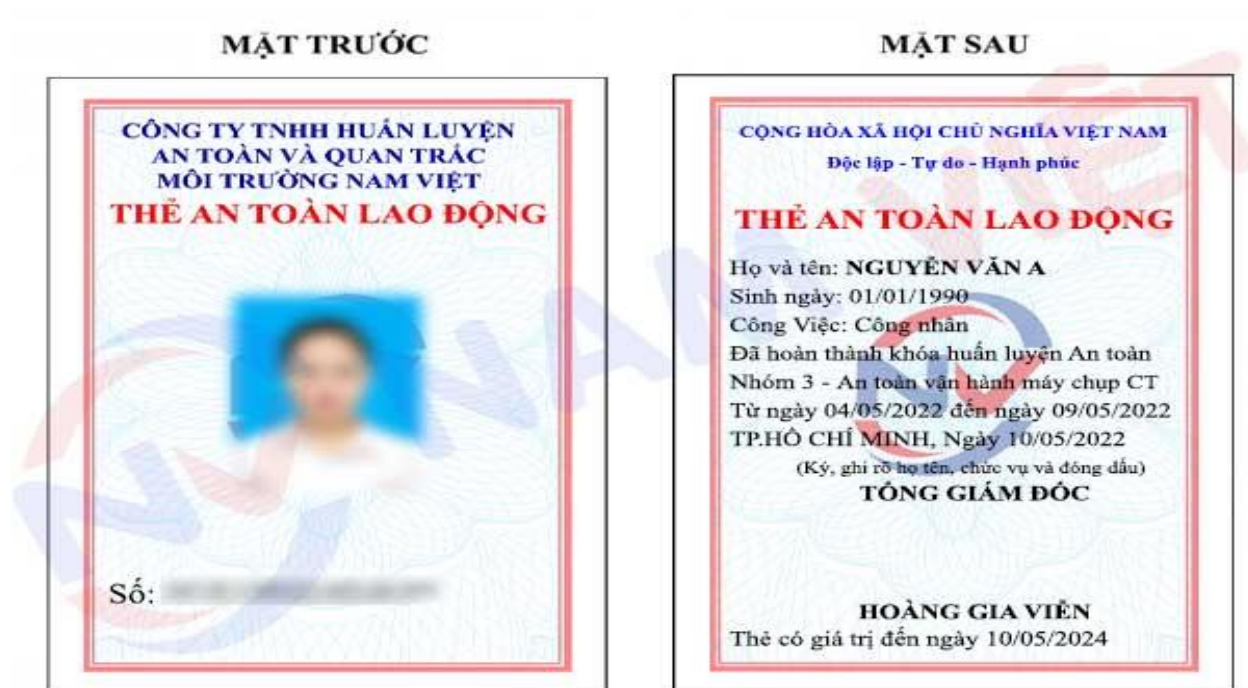 MẶT TRƯỚC
CÔNG TY TNHH HUẤN LUYỆN
AN TOÀN VÀ QUAN TRẮC
MÔI TRƯỜNG NAM VIỆT
THẺ AN TOÀN LAO ĐỘNG
Số:
MẶT SAU
CỘNG HÒA XÃ HỘI CHỦ NGHĨA VIỆT NAM
Độc lập - Tự do - Hạnh phúc
THẺ AN TOÀN LAO ĐỘNG
Họ và tên: NGUYỄN VĂN A
Sinh ngày: 01/01/1990
Công Việc: Công nhân
Đã hoàn thành khóa huấn luyện An toàn
Nhóm 3 - An toàn vận hành máy chụp CT
Từ ngày 04/05/2022 đến ngày 09/05/2022
TP.HỒ CHÍ MINH, Ngày 10/05/2022
(Ký, ghi rõ họ tên, chức vụ và đóng dấu)
TỔNG GIÁM ĐỐC
HOÀNG GIA VIỄN
Thẻ có giá trị đến ngày 10/05/2024
NAM VIỆT